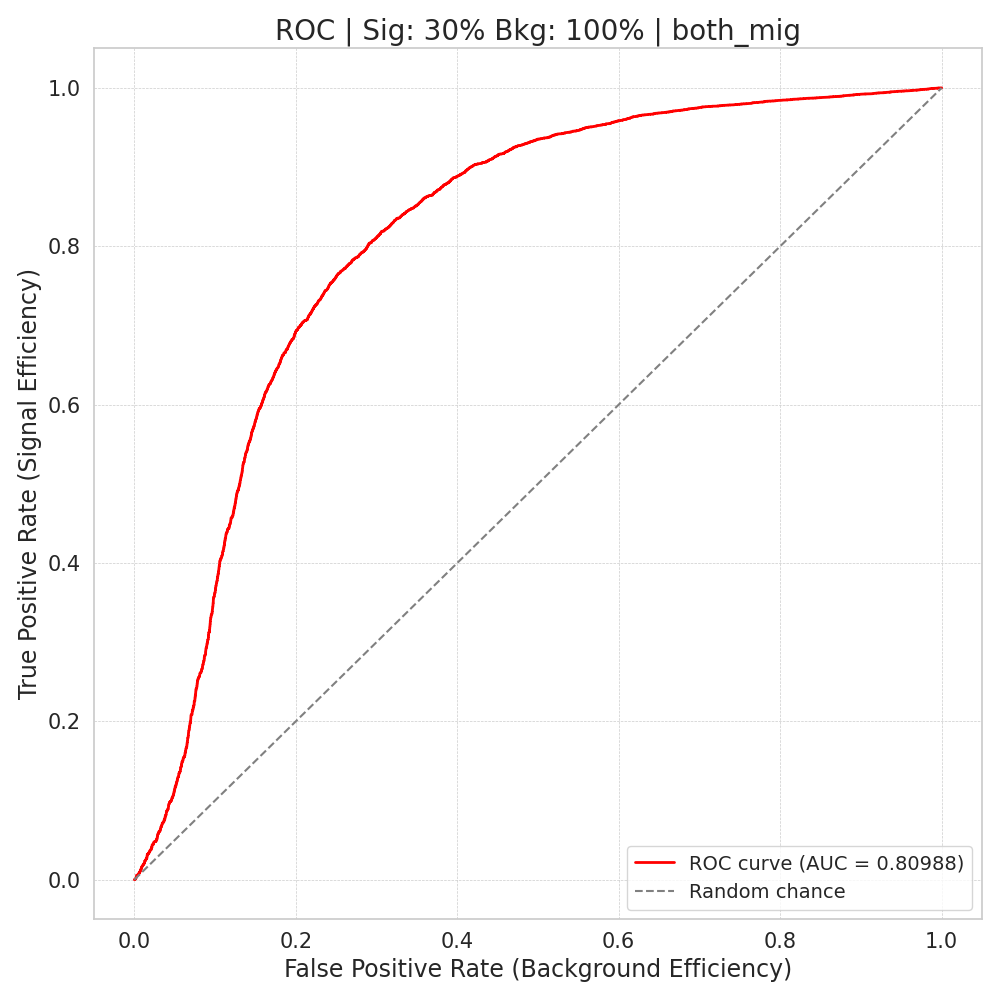 ROC | Sig: 30% Bkg: 100% | both_mig
True Positive Rate (Signal Efficiency)
1.0
0.8
0.6
0.4
0.2
0.0
ROC curve (AUC = 0.80988)
Random chance
0.0 0.2 0.4 0.6 0.8 1.0
False Positive Rate (Background Efficiency)